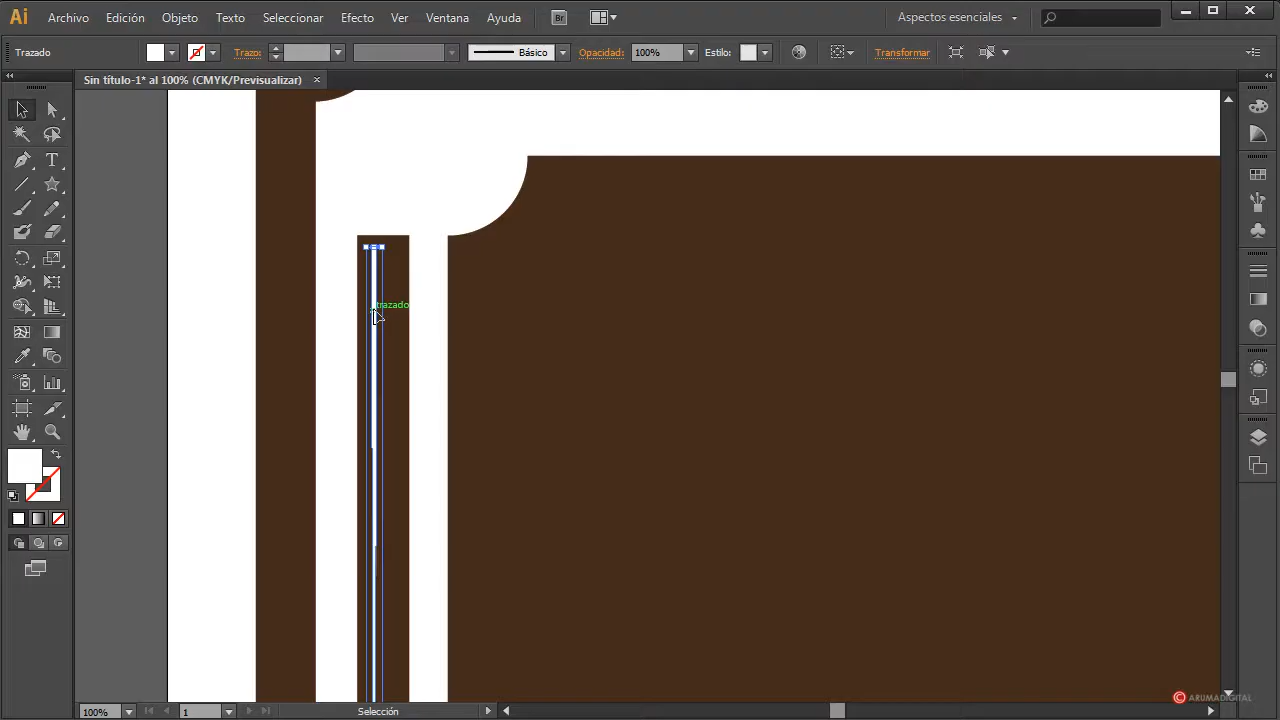 Ai Archivo Edición Objeto Texto Seleccionar Efecto Ver Ventana Ayuda Br Aspectos esenciales
Trazado Trazo: Básico Opacidad: 100% Estilo: Transformar
Sin título-1* al 100% (CMYK/Previsualizar) ×
trazado
© ARUMADIGITAL
100% 1 Selección